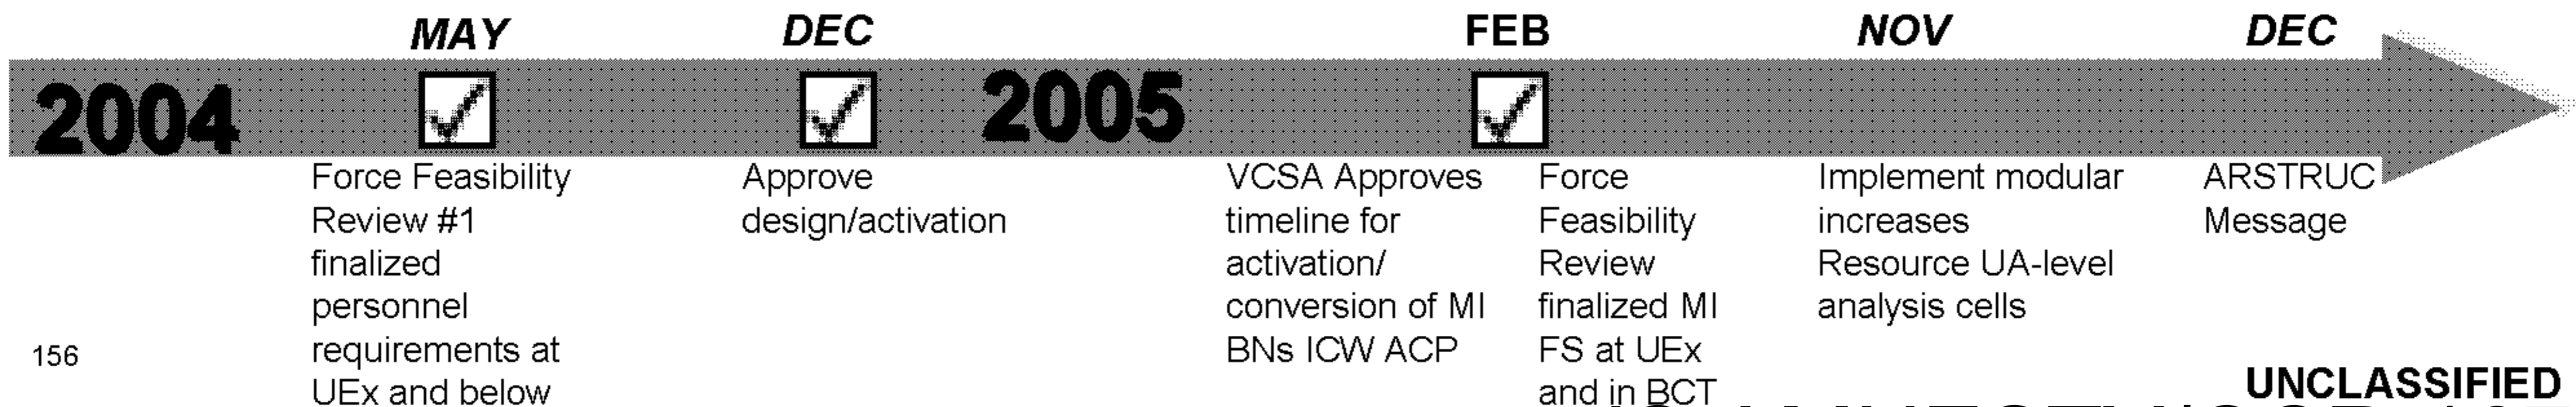 MAY DEC FEB NOV DEC
2004 2005
Force Feasibility
Review #1
finalized
personnel
requirements at
UEx and below
Approve
design/activation
VCSA Approves
timeline for
activation/
conversion of MI
BNs ICW ACP
Force
Feasibility
Review
finalized MI
FS at UEx
and in BCT
Implement modular
increases
Resource UA-level
analysis cells
ARSTRUC
Message
156
UNCLASSIFIED